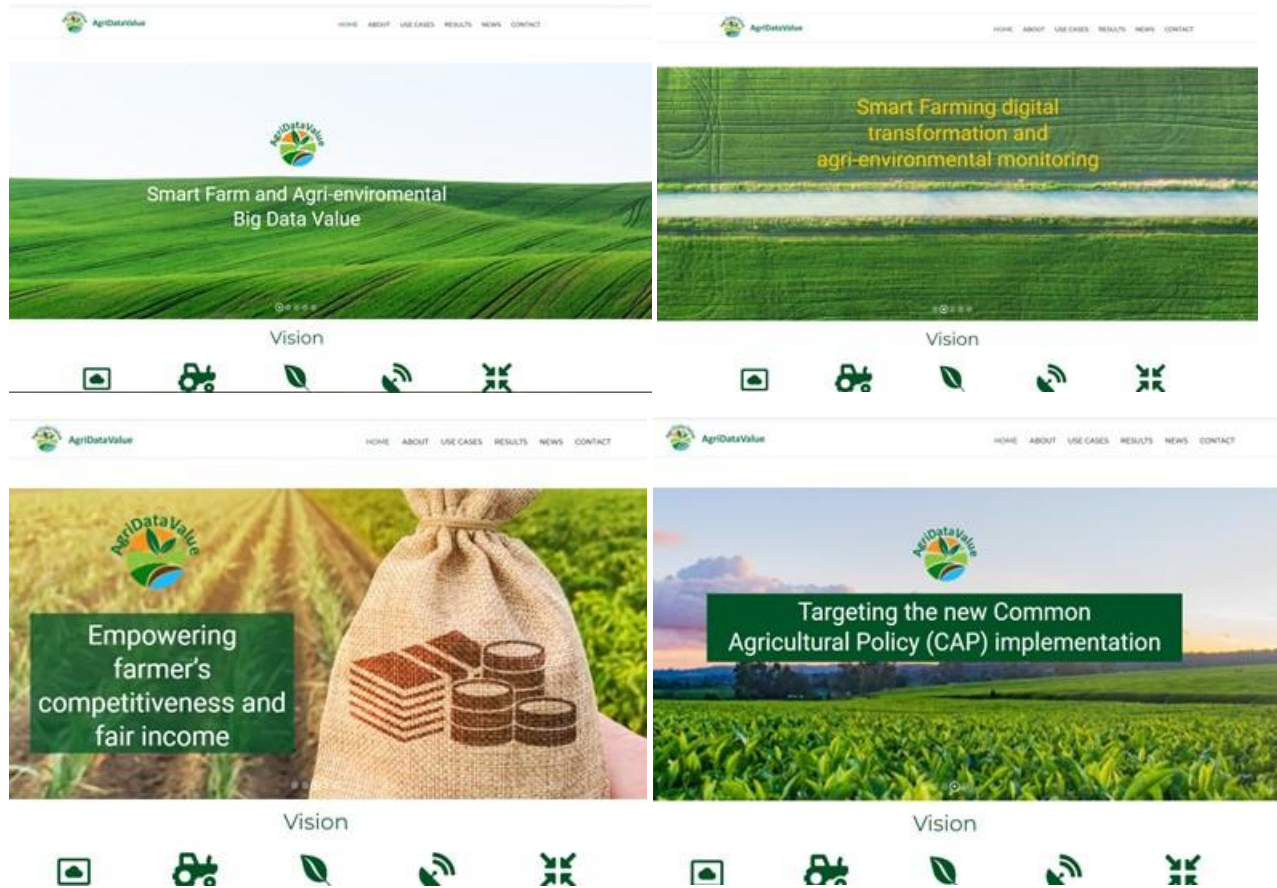 AgriDataValue
HOME ABOUT USE CASES RESULTS NEWS CONTACT
AgriDataValue
Smart Farm and Agri-enviromental
Big Data Value
Vision
AgriDataValue
HOME ABOUT USE CASES RESULTS NEWS CONTACT
Smart Farming digital
transformation and
agri-environmental monitoring
Vision
AgriDataValue
HOME ABOUT USE CASES RESULTS NEWS CONTACT
AgriDataValue
Empowering
farmer's
competitiveness and
fair income
Vision
AgriDataValue
HOME ABOUT USE CASES RESULTS NEWS CONTACT
AgriDataValue
Targeting the new Common
Agricultural Policy (CAP) implementation
Vision